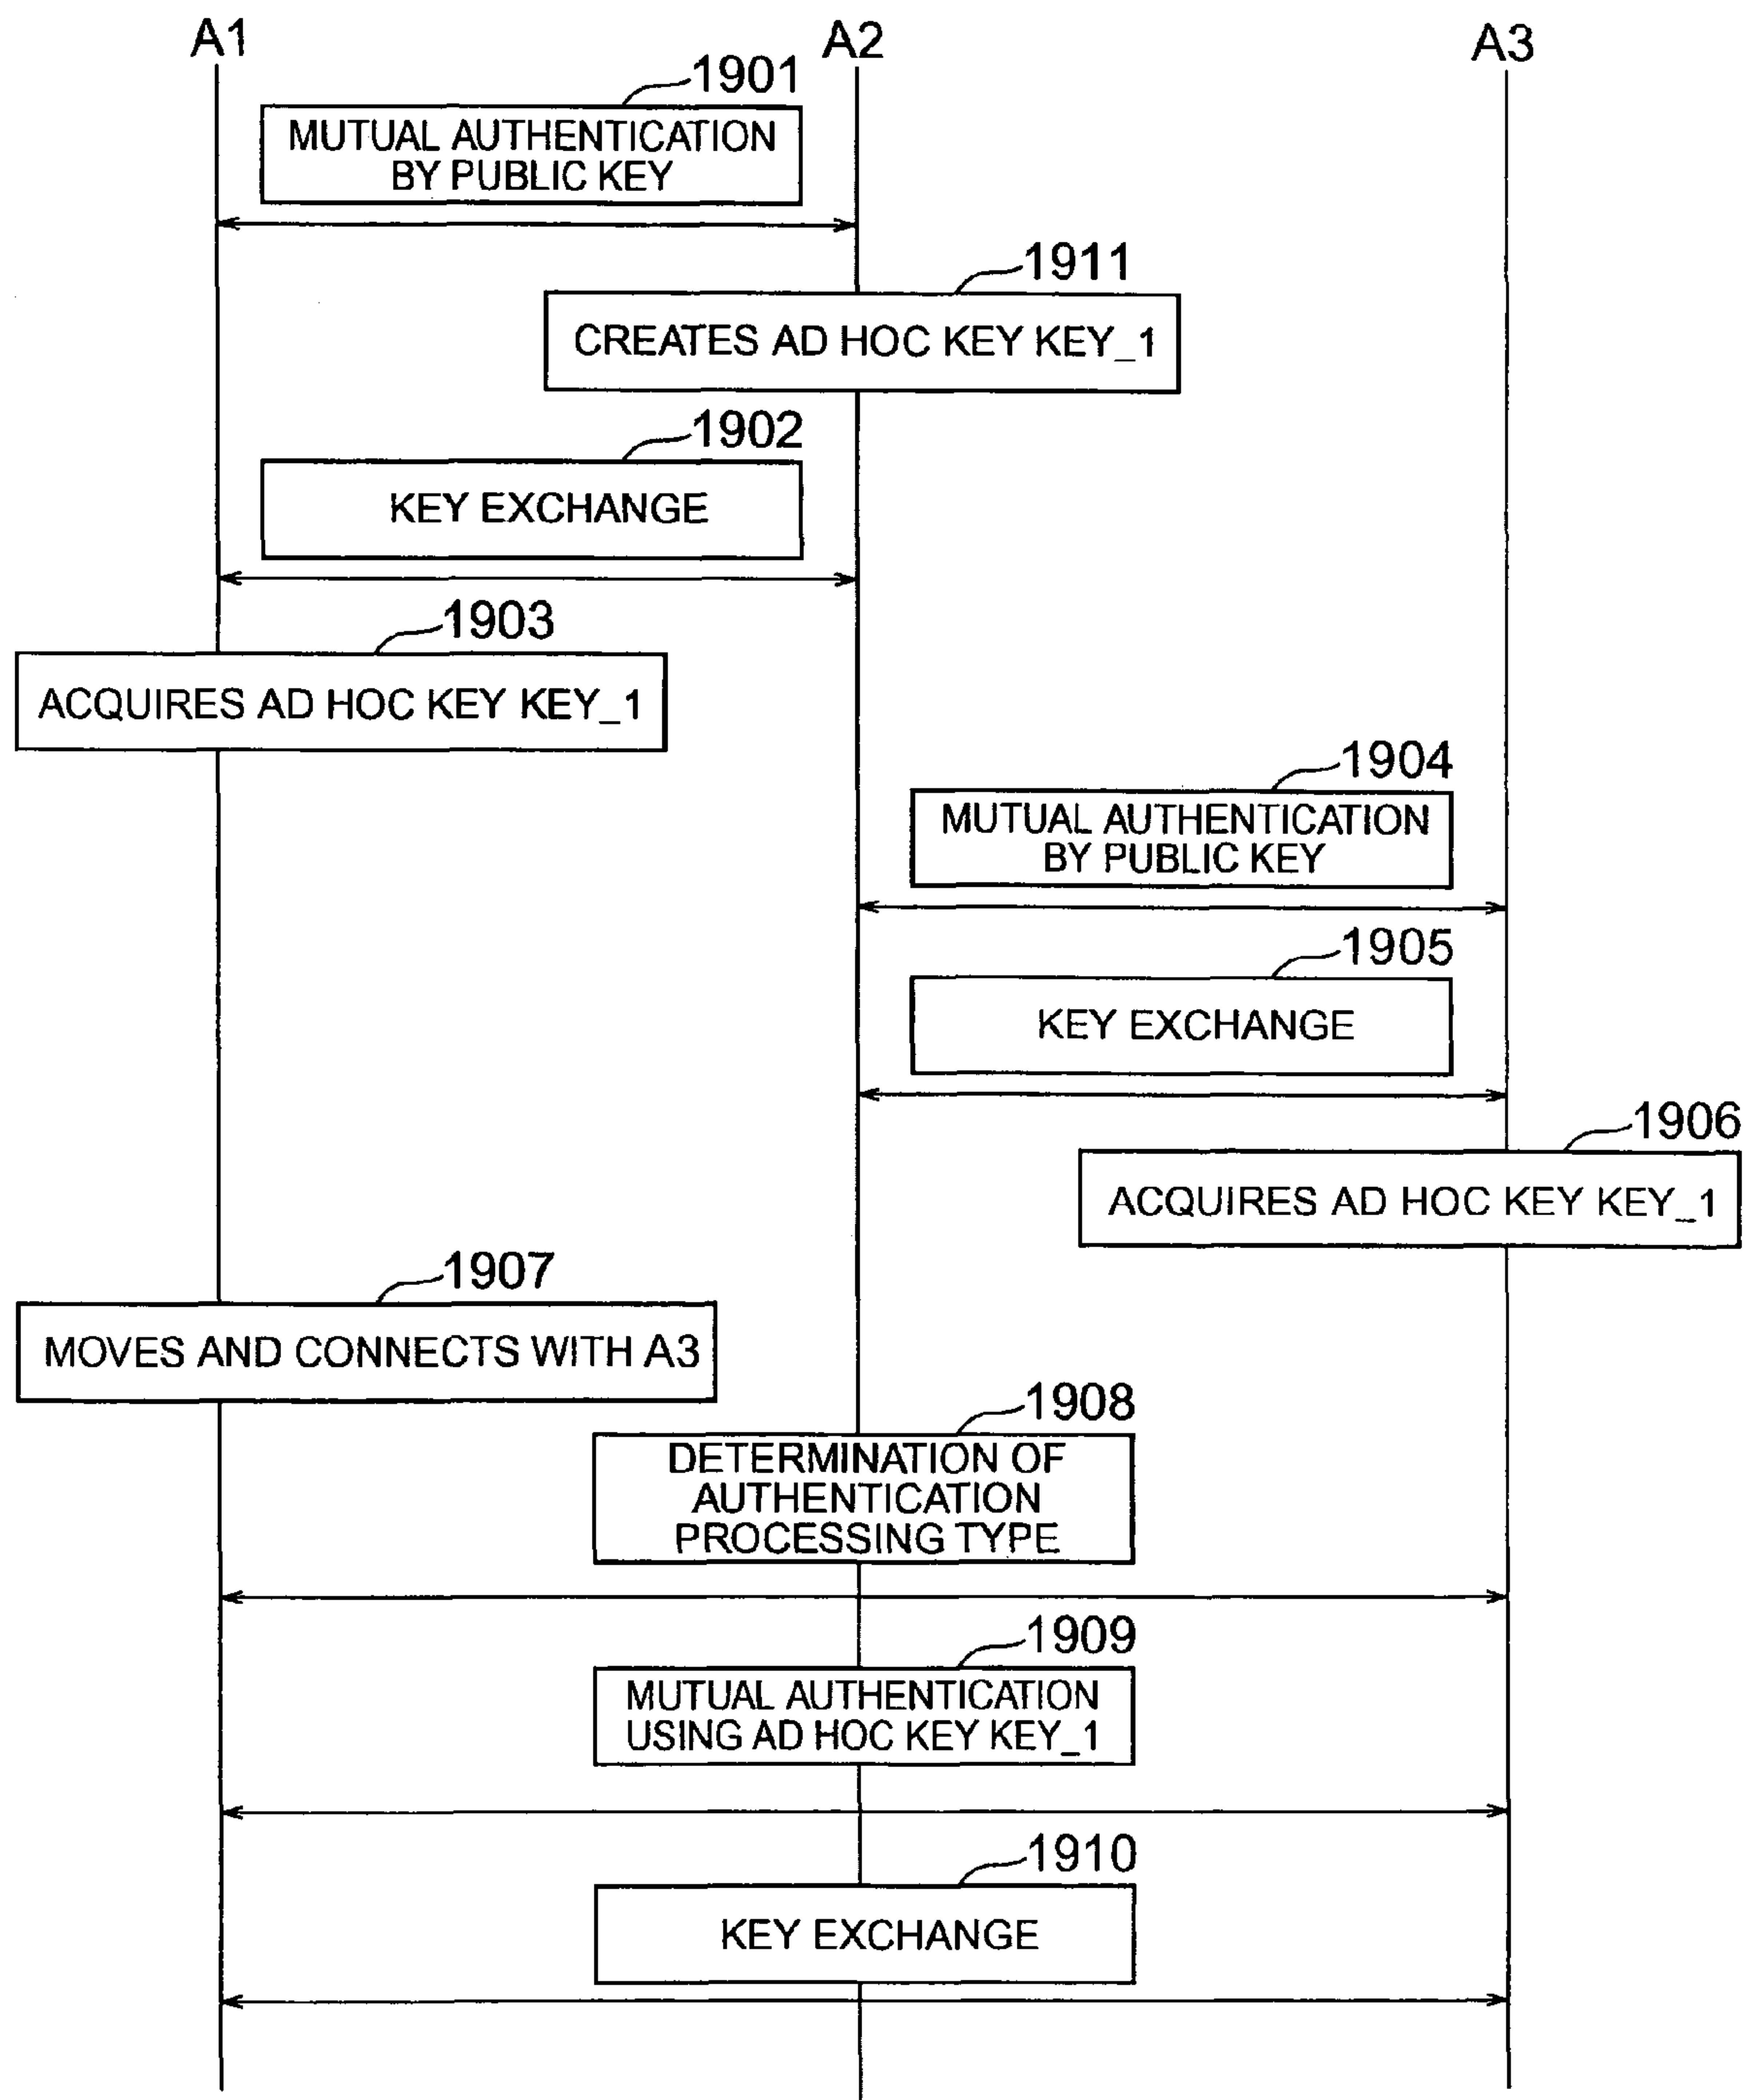 A1
A2
A3
1901
MUTUAL AUTHENTICATION
BY PUBLIC KEY
1911
CREATES AD HOC KEY KEY_1
1902
KEY EXCHANGE
1903
ACQUIRES AD HOC KEY KEY_1
1904
MUTUAL AUTHENTICATION
BY PUBLIC KEY
1905
KEY EXCHANGE
1906
ACQUIRES AD HOC KEY KEY_1
1907
MOVES AND CONNECTS WITH A3
1908
DETERMINATION OF
AUTHENTICATION
PROCESSING TYPE
1909
MUTUAL AUTHENTICATION
USING AD HOC KEY KEY_1
1910
KEY EXCHANGE